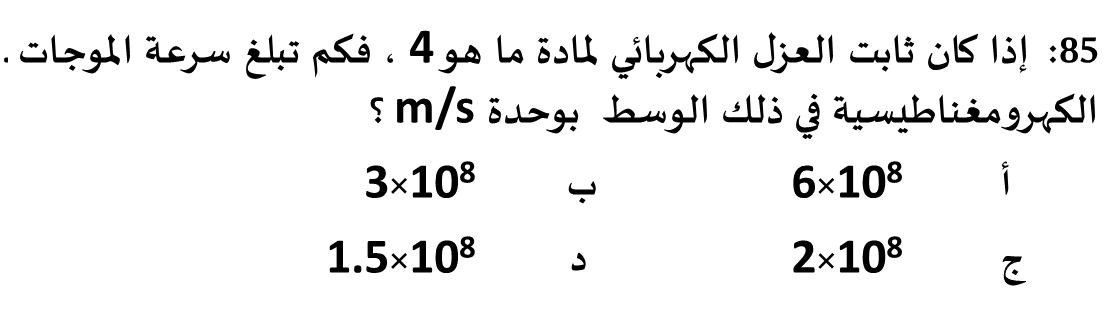 85: إذا كان ثابت العزل الكهربائي لمادة ما هو 4 ، فكم تبلغ سرعة الموجات .
الكهرومغناطيسية في ذلك الوسط بوحدة m/s ؟
أ 6×10⁸ ب 3×10⁸
ج 2×10⁸ د 1.5×10⁸